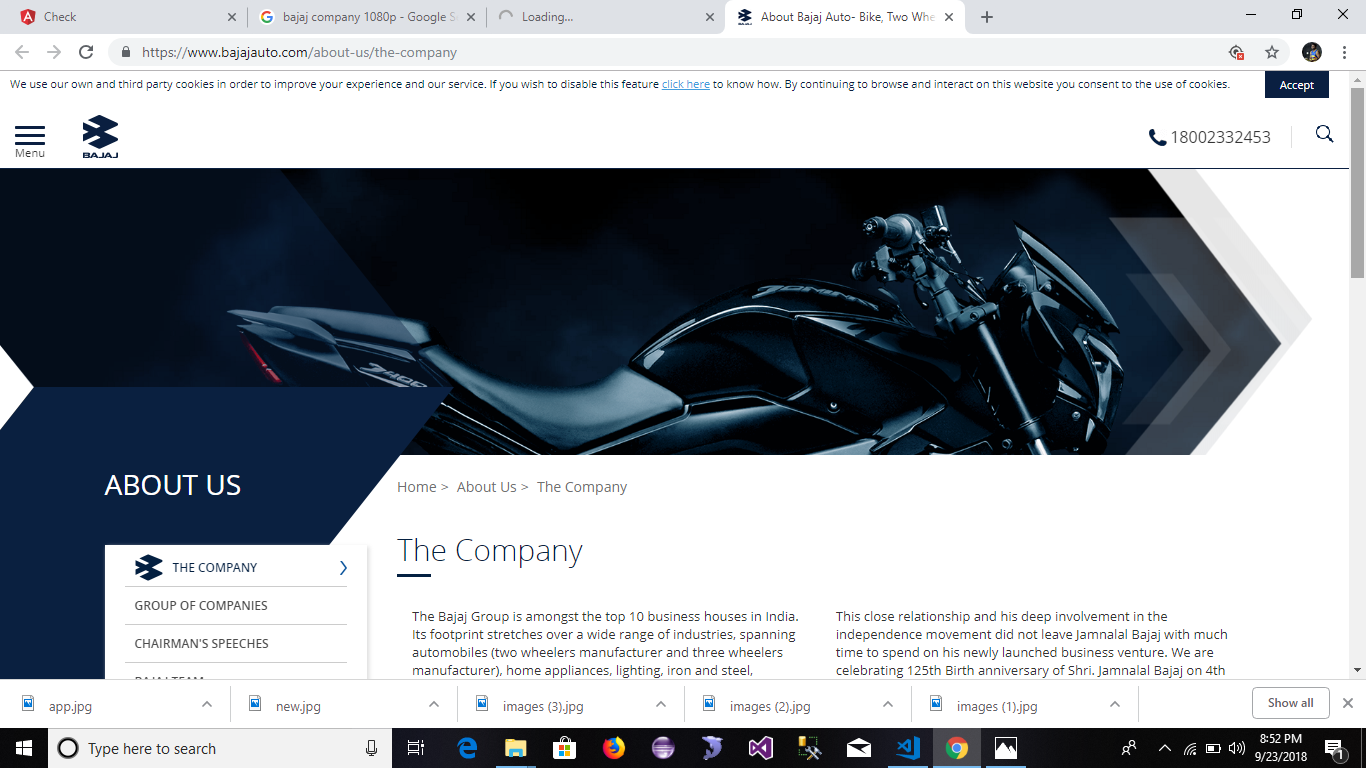 Check
bajaj company 1080p - Google S
Loading...
About Bajaj Auto- Bike, Two Whe
https://www.bajajauto.com/about-us/the-company
We use our own and third party cookies in order to improve your experience and our service. If you wish to disable this feature click here to know how. By continuing to browse and interact on this website you consent to the use of cookies.
Accept
Menu
BAJAJ
18002332453
ABOUT US
Home > About Us > The Company
The Company
THE COMPANY
GROUP OF COMPANIES
CHAIRMAN'S SPEECHES
BAJAJ TEAM
The Bajaj Group is amongst the top 10 business houses in India.
Its footprint stretches over a wide range of industries, spanning
automobiles (two wheelers manufacturer and three wheelers
manufacturer), home appliances, lighting, iron and steel,
This close relationship and his deep involvement in the
independence movement did not leave Jamnalal Bajaj with much
time to spend on his newly launched business venture. We are
celebrating 125th Birth anniversary of Shri. Jamnalal Bajaj on 4th
app.jpg
new.jpg
images (3).jpg
images (2).jpg
images (1).jpg
Show all
Type here to search
8:52 PM
9/23/2018
1